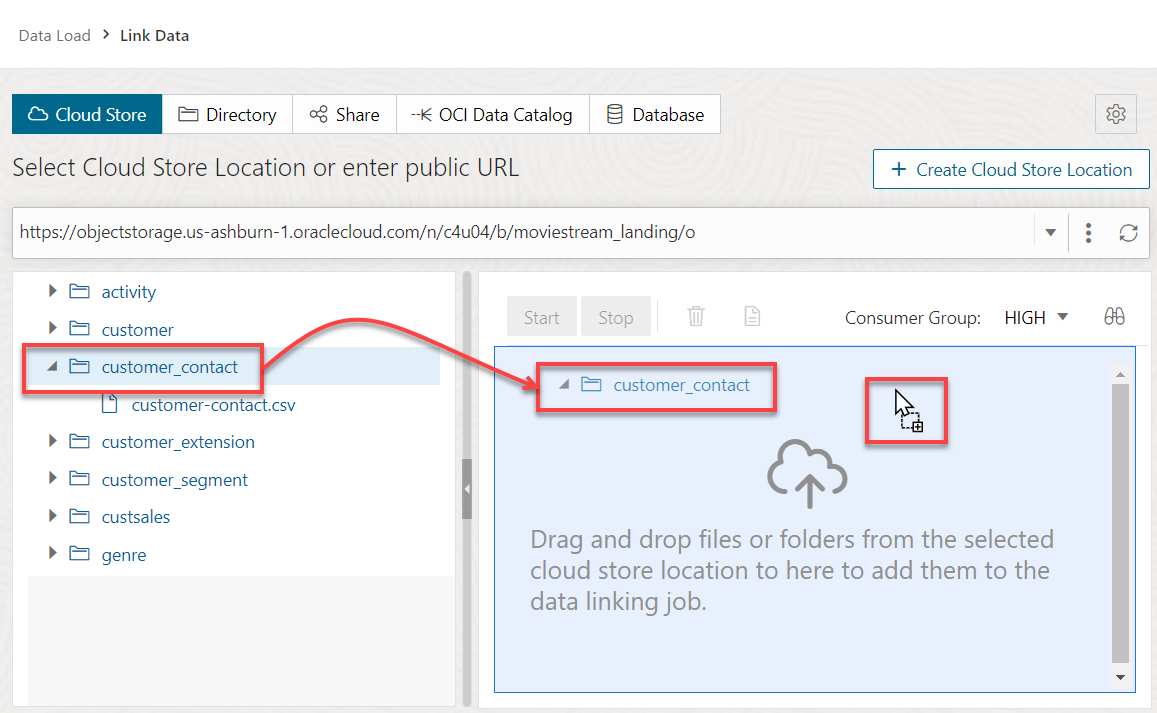 Data Load > Link Data
Cloud Store Directory Share OCI Data Catalog Database
Select Cloud Store Location or enter public URL
+ Create Cloud Store Location
https://objectstorage.us-ashburn-1.oraclecloud.com/n/c4u04/b/moviestream_landing/o
activity
customer
customer_contact
customer-contact.csv
customer_extension
customer_segment
custsales
genre
Start Stop Consumer Group: HIGH
customer_contact
Drag and drop files or folders from the selected
cloud store location to here to add them to the
data linking job.